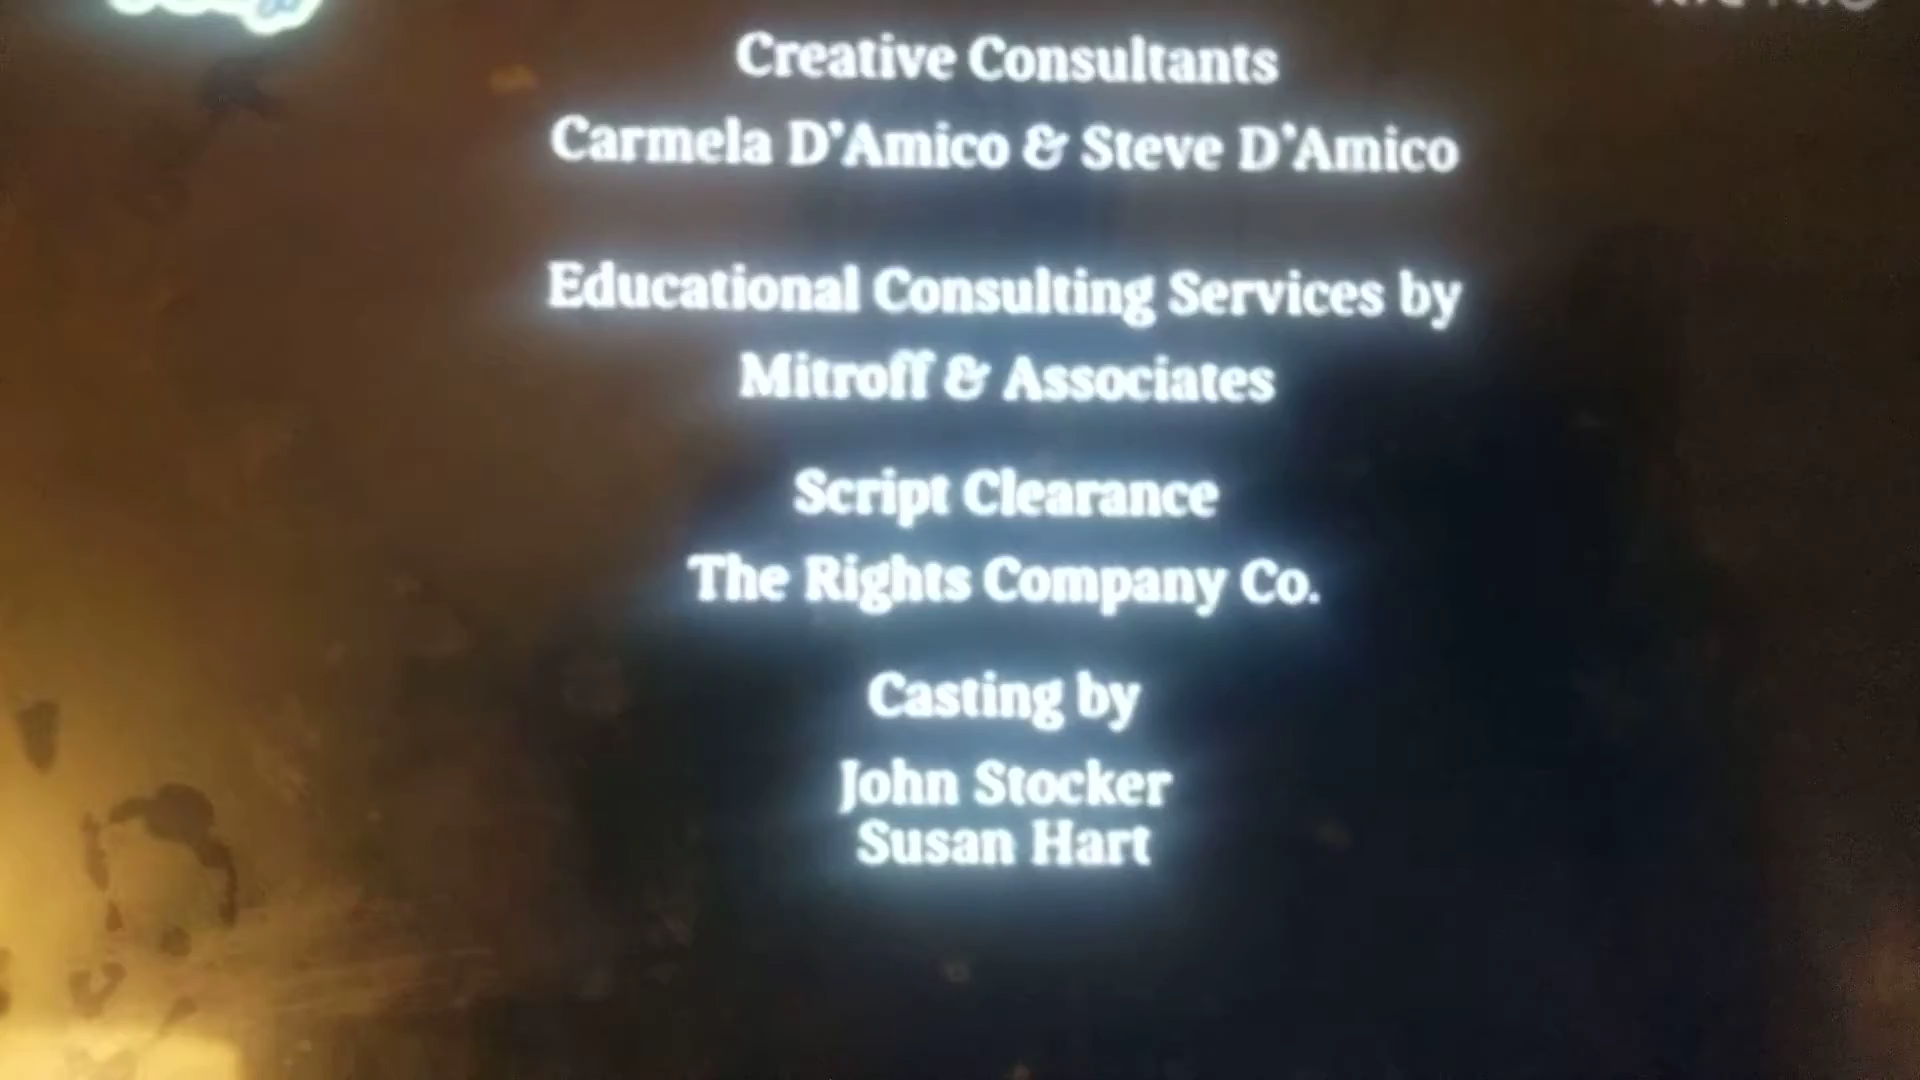 Creative Consultants
Carmela D'Amico & Steve D'Amico
Educational Consulting Services by
Mitroff & Associates
Script Clearance
The Rights Company Co.
Casting by
John Stocker
Susan Hart